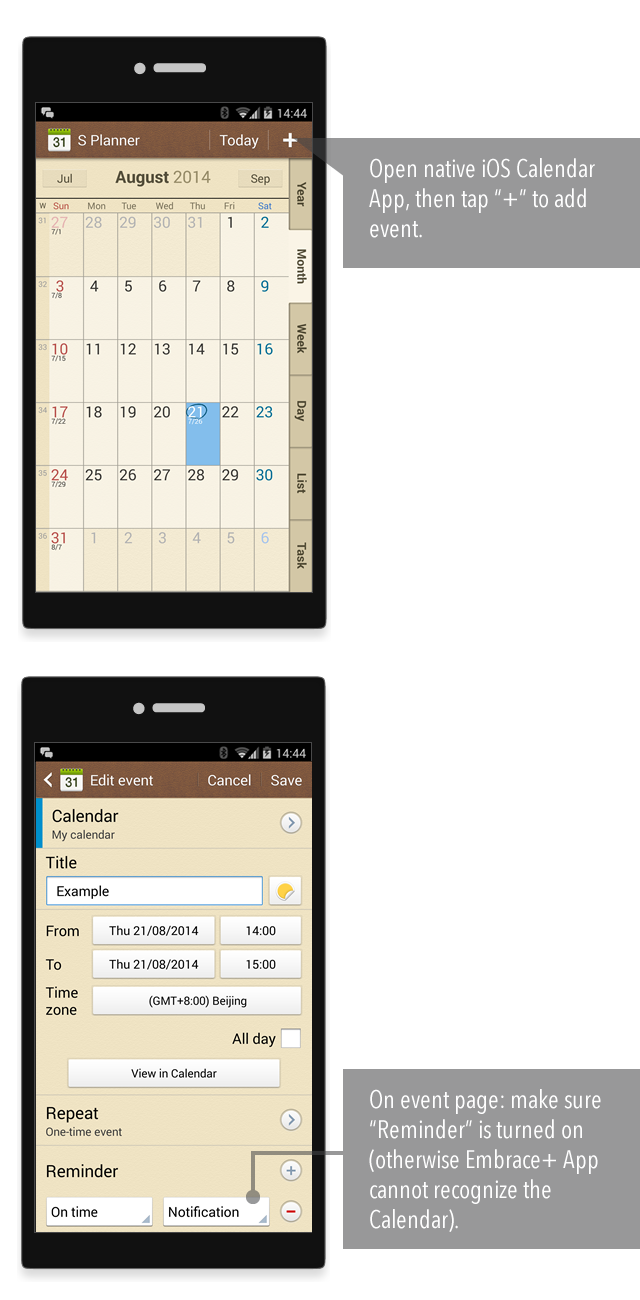 14:44
31 S Planner Today +
Open native iOS Calendar
App, then tap “+” to add
event.
Jul August 2014 Sep
W Sun Mon Tue Wed Thu Fri Sat
31 27 28 29 30 31 1 2
7/1
32 3 4 5 6 7 8 9
7/8
33 10 11 12 13 14 15 16
7/15
34 17 18 19 20 21 22 23
7/22 7/26
35 24 25 26 27 28 29 30
7/29
36 31 1 2 3 4 5 6
8/7
Year
Month
Week
Day
List
Task
14:44
31 Edit event Cancel Save
Calendar
My calendar
Title
Example
From Thu 21/08/2014 14:00
To Thu 21/08/2014 15:00
Time
zone
(GMT+8:00) Beijing
All day
View in Calendar
Repeat
One-time event
Reminder
On time Notification
On event page: make sure
“Reminder” is turned on
(otherwise Embrace+ App
cannot recognize the
Calendar).